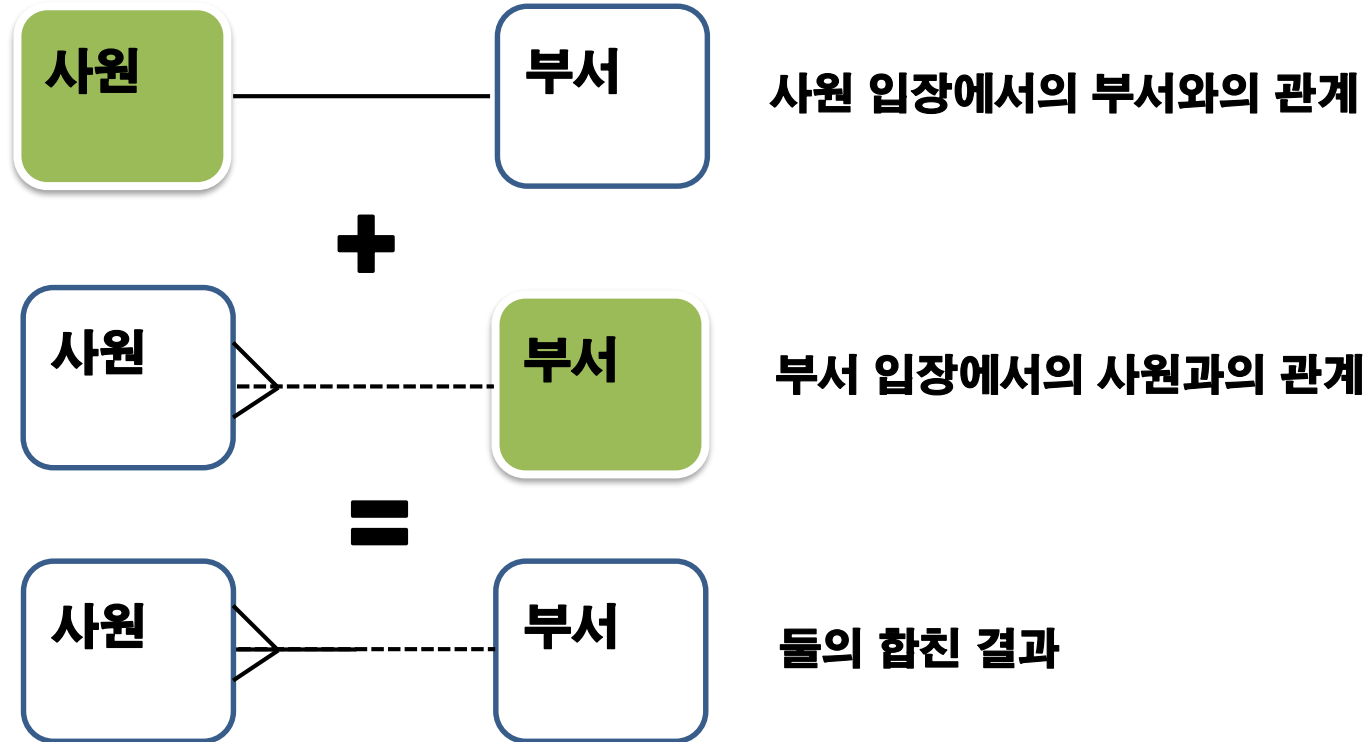 사원 부서 사원 입장에서의 부서와의 관계
+
사원 부서 부서 입장에서의 사원과의 관계
=
사원 부서 둘의 합친 결과